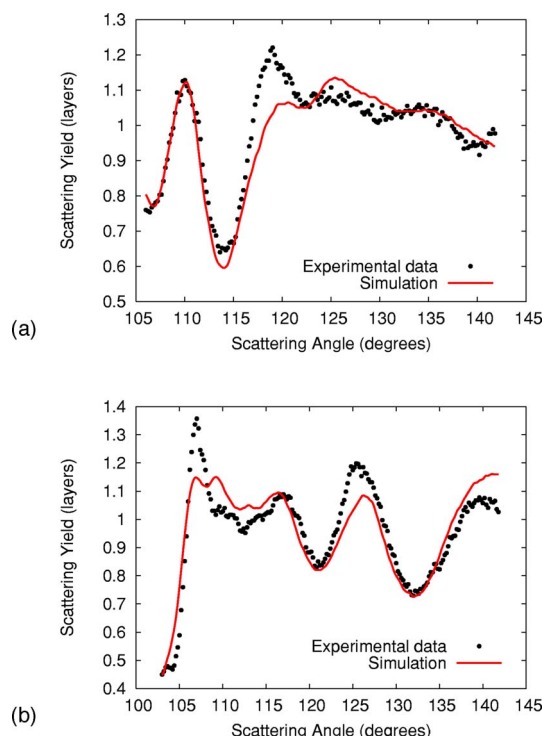 1.3
1.2
1.1
1
0.9
0.8
0.7
0.6
0.5
Scattering Yield (layers)
Experimental data
Simulation
105 110 115 120 125 130 135 140 145
Scattering Angle (degrees)
(a)
1.4
1.3
1.2
1.1
1
0.9
0.8
0.7
0.6
0.5
0.4
Scattering Yield (layers)
Experimental data
Simulation
100 105 110 115 120 125 130 135 140 145
Scattering Angle (degrees)
(b)